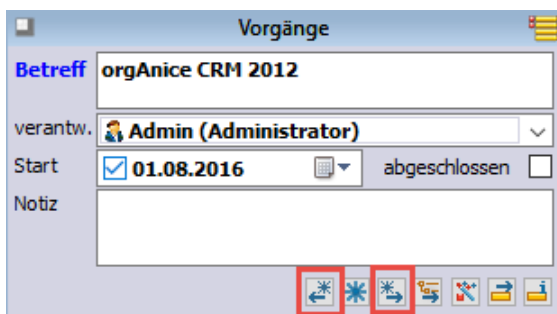 Vorgänge
Betreff orgAnice CRM 2012
verantw. Admin (Administrator)
Start 01.08.2016 abgeschlossen
Notiz